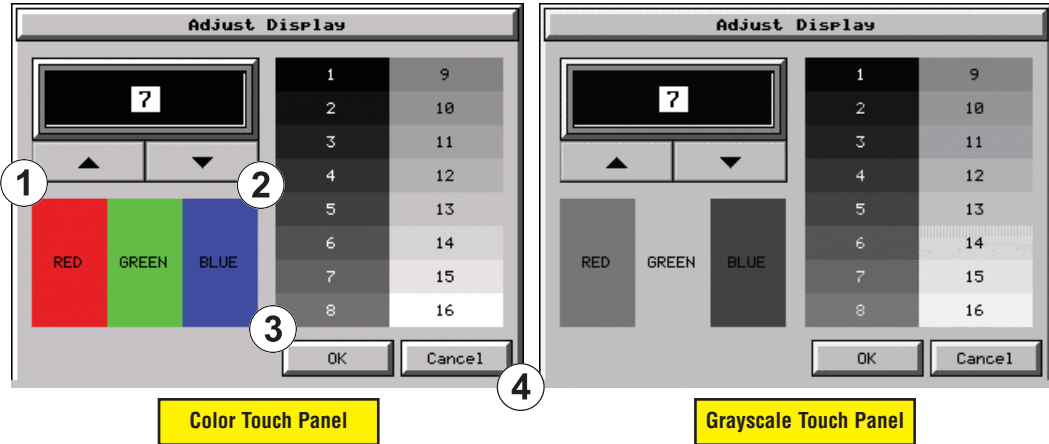 Adjust Display
7
1 9
2 10
3 11
4 12
5 13
6 14
7 15
8 16
1
2
RED GREEN BLUE
3
OK Cancel
4
Color Touch Panel
Adjust Display
7
1 9
2 10
3 11
4 12
5 13
6 14
7 15
8 16
RED GREEN BLUE
OK Cancel
Grayscale Touch Panel